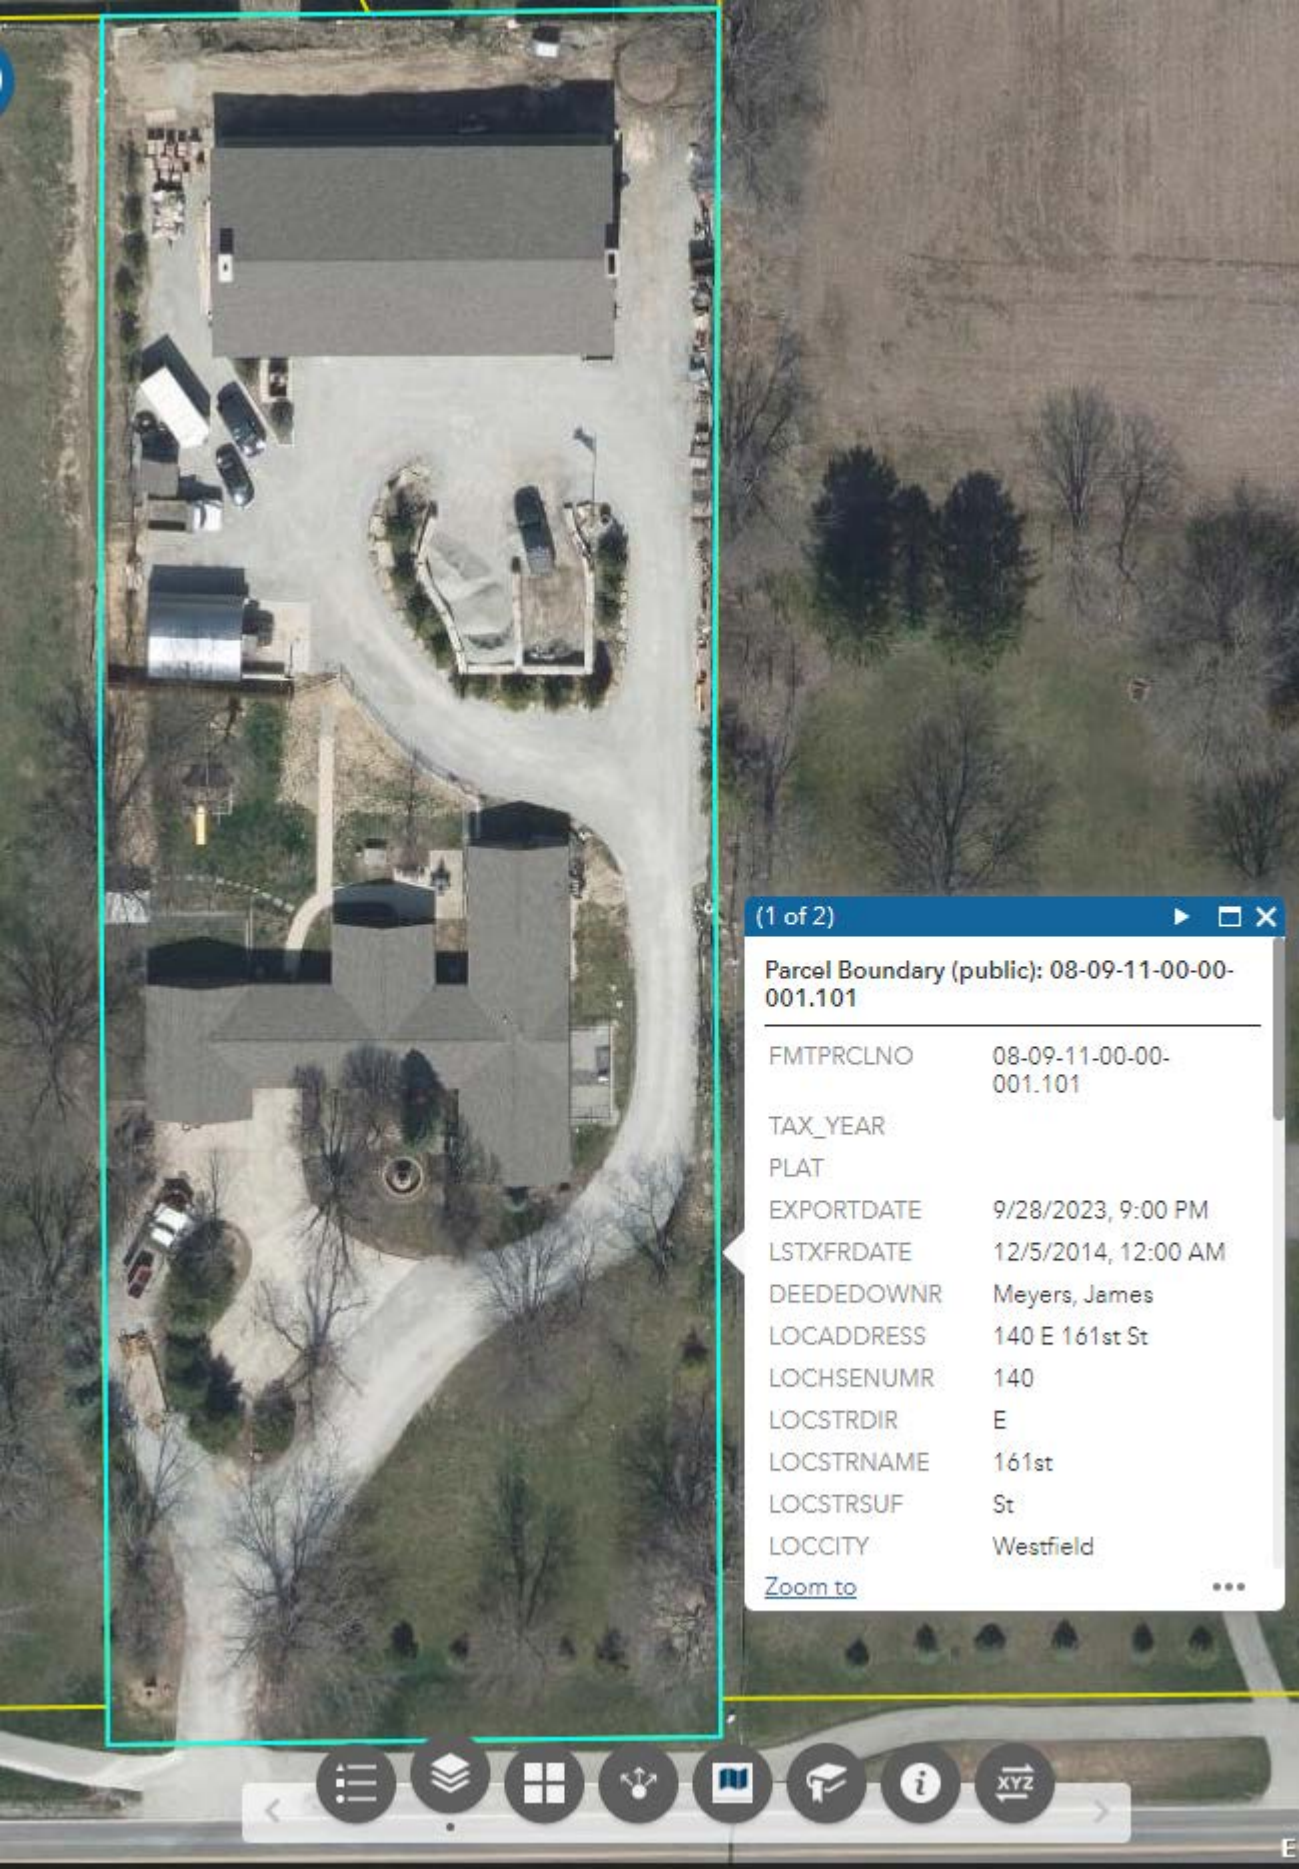 (1 of 2)
Parcel Boundary (public): 08-09-11-00-00-
001.101
FMTPRCLNO 08-09-11-00-00-
001.101
TAX_YEAR
PLAT
EXPORTDATE 9/28/2023, 9:00 PM
LSTXFRDATE 12/5/2014, 12:00 AM
DEEDEDOWNR Meyers, James
LOCADDRESS 140 E 161st St
LOCHSENUMR 140
LOCSTRDIR E
LOCSTRNAME 161st
LOCSTRSUF St
LOCCITY Westfield
Zoom to
XYZ
E